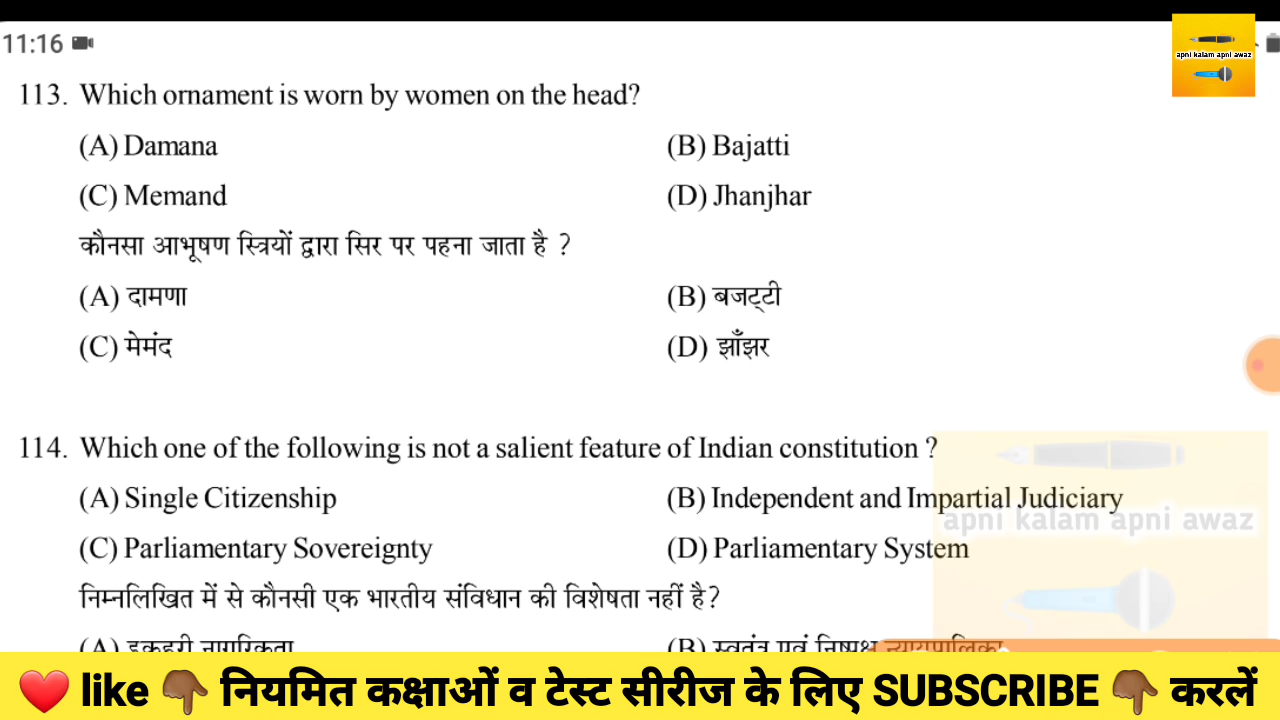 11:16
apni kalam apni awaz
113. Which ornament is worn by women on the head?
(A) Damana (B) Bajatti
(C) Memand (D) Jhanjhar
कौनसा आभूषण स्त्रियों द्वारा सिर पर पहना जाता है ?
(A) दामणा (B) बजट्टी
(C) मेमंद (D) झाँझर
114. Which one of the following is not a salient feature of Indian constitution ?
(A) Single Citizenship (B) Independent and Impartial Judiciary
apni kalam apni awaz
(C) Parliamentary Sovereignty (D) Parliamentary System
निम्नलिखित में से कौनसी एक भारतीय संविधान की विशेषता नहीं है?
(A) इकहरी नागरिकता (B) स्वतंत्र एवं निष्पक्ष न्यायपालिका
like नियमित कक्षाओं व टेस्ट सीरीज के लिए SUBSCRIBE करलें